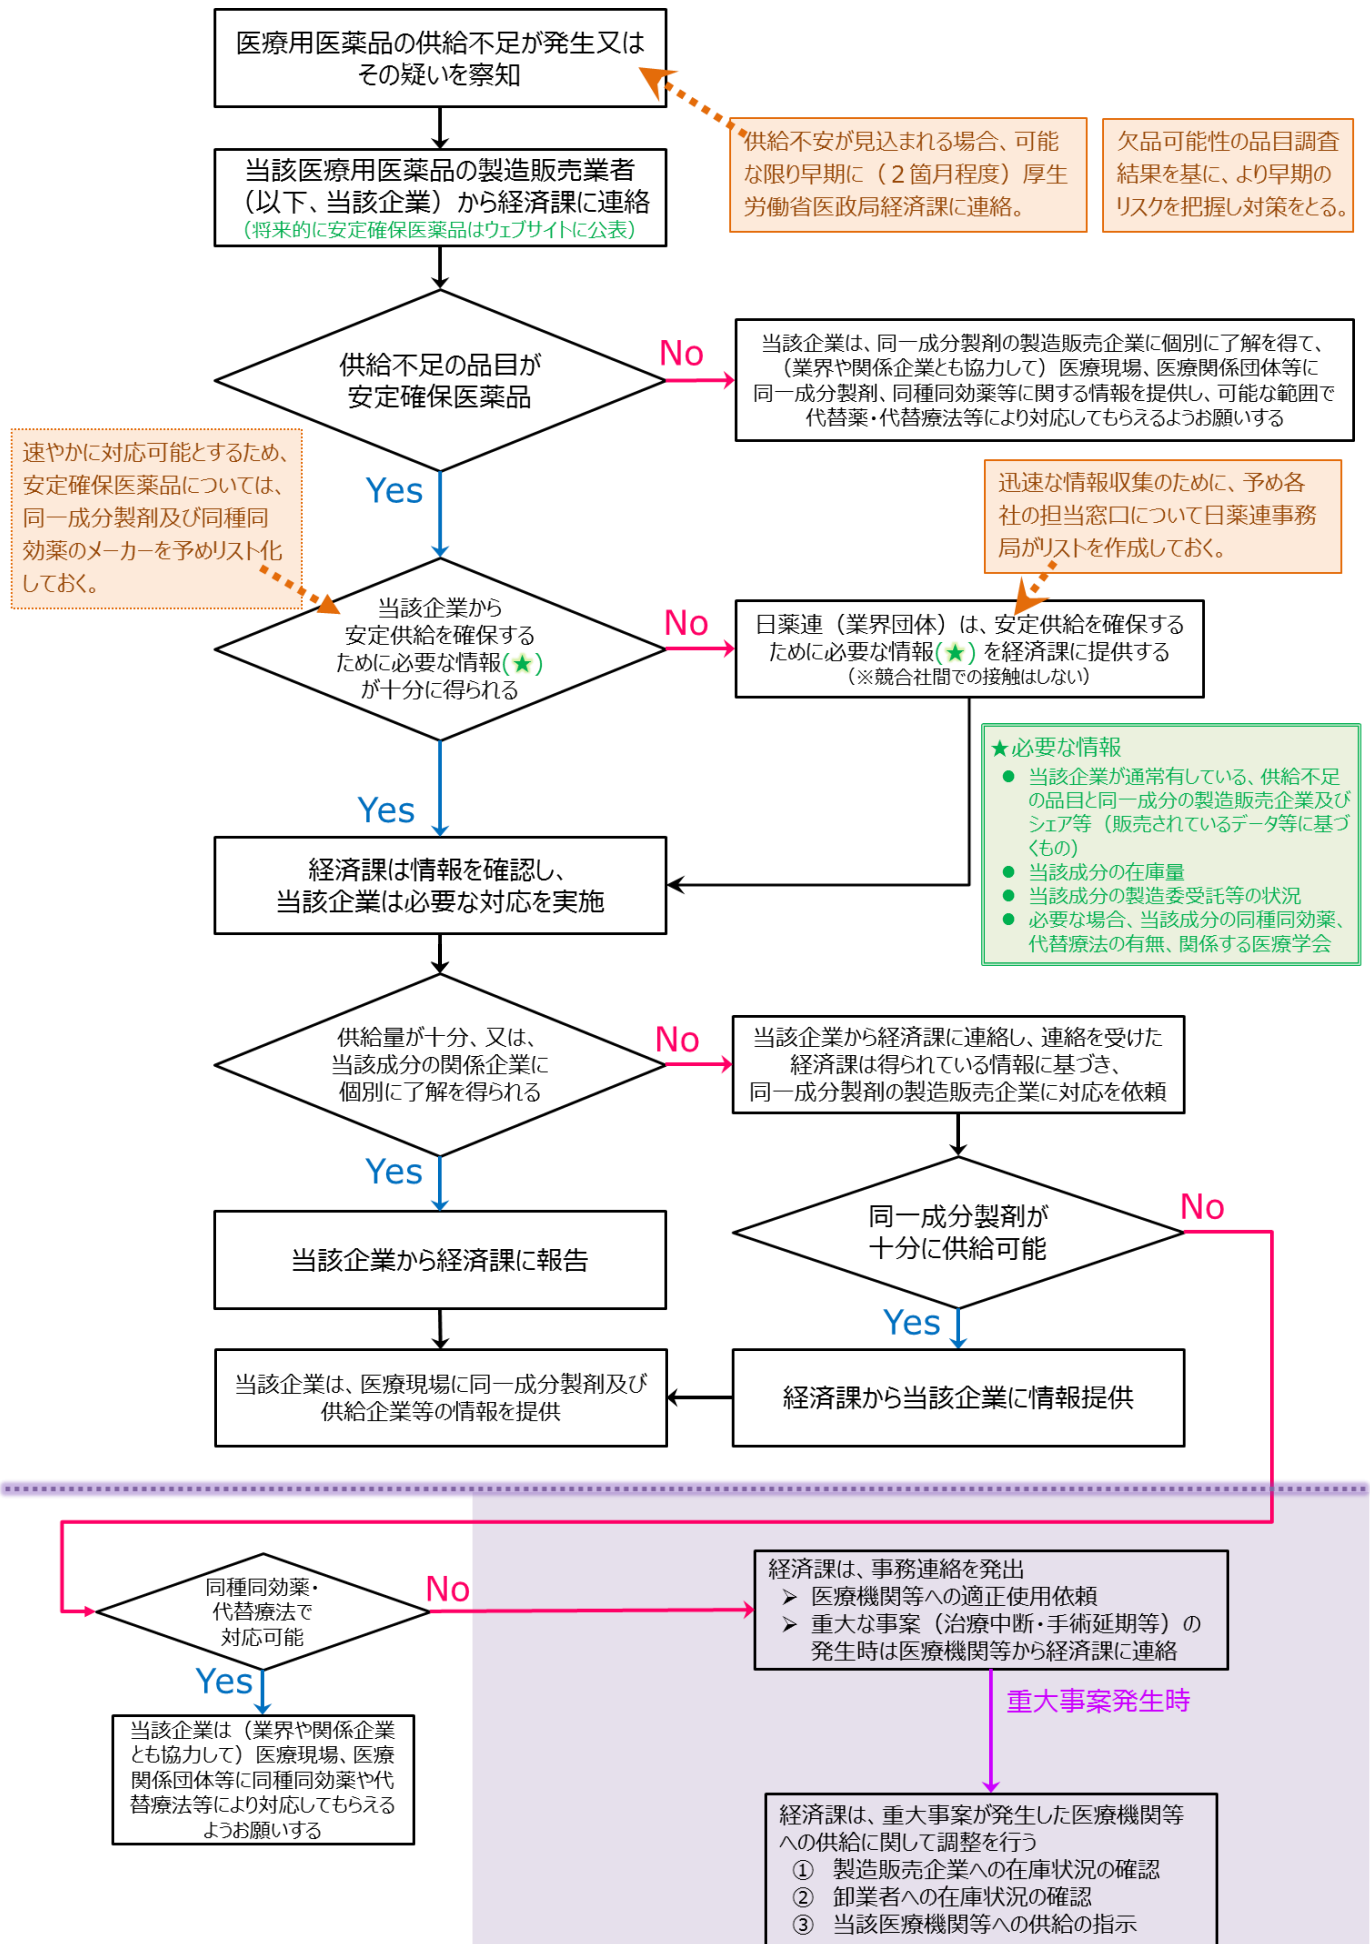 医療用医薬品の供給不足が発生又は
その疑いを察知
供給不安が見込まれる場合、可能
な限り早期に（２箇月程度）厚生
労働省医政局経済課に連絡。
欠品可能性の品目調査
結果を基に、より早期の
リスクを把握し対策をとる。
当該医療用医薬品の製造販売業者
（以下、当該企業）から経済課に連絡
（将来的に安定確保医薬品はウェブサイトに公表）
供給不足の品目が
安定確保医薬品
No
当該企業は、同一成分製剤の製造販売企業に個別に了解を得て、
（業界や関係企業とも協力して）医療現場、医療関係団体等に
同一成分製剤、同種同効薬等に関する情報を提供し、可能な範囲で
代替薬・代替療法等により対応してもらえるようお願いする
Yes
速やかに対応可能とするため、
安定確保医薬品については、
同一成分製剤及び同種同
効薬のメーカーを予めリスト化
しておく。
迅速な情報収集のために、予め各
社の担当窓口について日薬連事務
局がリストを作成しておく。
当該企業から
安定供給を確保する
ために必要な情報(★)
が十分に得られる
No
日薬連（業界団体）は、安定供給を確保する
ために必要な情報(★)を経済課に提供する
（※競合社間での接触はしない）
Yes
★必要な情報
● 当該企業が通常有している、供給不足
の品目と同一成分の製造販売企業及び
シェア等（販売されているデータ等に基づ
くもの）
● 当該成分の在庫量
● 当該成分の製造委受託等の状況
● 必要な場合、当該成分の同種同効薬、
代替療法の有無、関係する医療学会
経済課は情報を確認し、
当該企業は必要な対応を実施
供給量が十分、又は、
当該成分の関係企業に
個別に了解を得られる
No
当該企業から経済課に連絡し、連絡を受けた
経済課は得られている情報に基づき、
同一成分製剤の製造販売企業に対応を依頼
Yes
同一成分製剤が
十分に供給可能
No
当該企業から経済課に報告
Yes
当該企業は、医療現場に同一成分製剤及び
供給企業等の情報を提供
経済課から当該企業に情報提供
同種同効薬・
代替療法で
対応可能
No
経済課は、事務連絡を発出
➢ 医療機関等への適正使用依頼
➢ 重大な事案（治療中断・手術延期等）の
発生時は医療機関等から経済課に連絡
Yes
重大事案発生時
当該企業は（業界や関係企業
とも協力して）医療現場、医療
関係団体等に同種同効薬や代
替療法等により対応してもらえる
ようお願いする
経済課は、重大事案が発生した医療機関等
への供給に関して調整を行う
① 製造販売企業への在庫状況の確認
② 卸業者への在庫状況の確認
③ 当該医療機関等への供給の指示